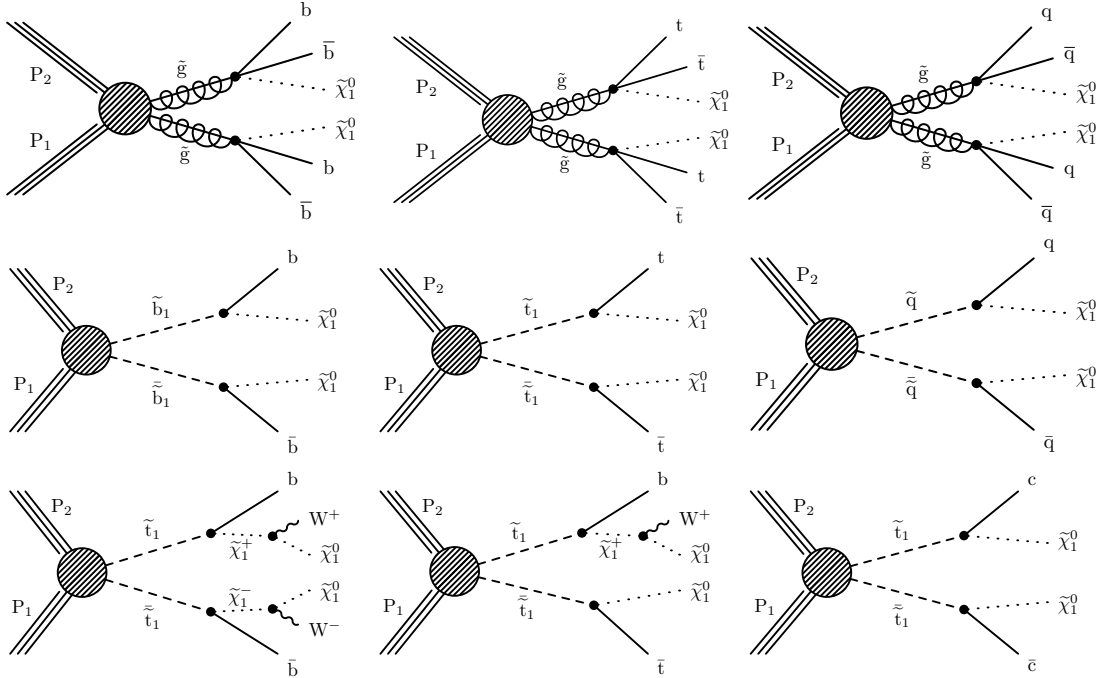 b
b̅
P₂ g̃ χ̃⁰₁
χ̃⁰₁
P₁ g̃ b
b̅
t
t̅
P₂ g̃ χ̃⁰₁
χ̃⁰₁
P₁ g̃ t
t̅
q
q̅
P₂ g̃ χ̃⁰₁
χ̃⁰₁
P₁ g̃ q
q̅
b
P₂ b̃₁ χ̃⁰₁
P₁ b̃̄₁ χ̃⁰₁
b̅
t
P₂ t̃₁ χ̃⁰₁
P₁ t̃̄₁ χ̃⁰₁
t̅
q
P₂ q̃ χ̃⁰₁
P₁ q̃̄ χ̃⁰₁
q̅
b
P₂ t̃₁ W⁺
χ̃⁺₁ χ̃⁰₁
χ̃⁻₁ χ̃⁰₁
P₁ t̃̄₁ W⁻
b̅
b
P₂ t̃₁ W⁺
χ̃⁺₁ χ̃⁰₁
P₁ t̃̄₁ χ̃⁰₁
t̅
c
P₂ t̃₁ χ̃⁰₁
P₁ t̃̄₁ χ̃⁰₁
c̅